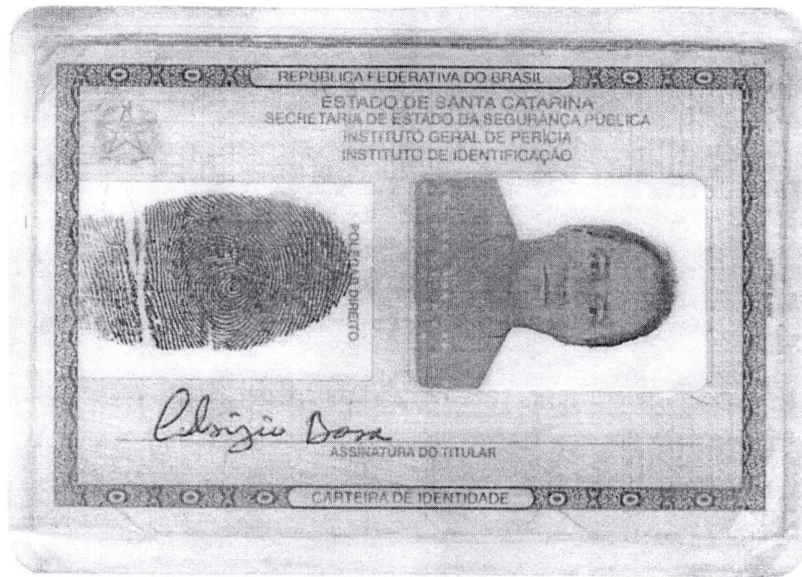 REPÚBLICA FEDERATIVA DO BRASIL
ESTADO DE SANTA CATARINA
SECRETARIA DE ESTADO DA SEGURANÇA PÚBLICA
INSTITUTO GERAL DE PERÍCIA
INSTITUTO DE IDENTIFICAÇÃO
POLEGAR DIREITO
ASSINATURA DO TITULAR
CARTEIRA DE IDENTIDADE